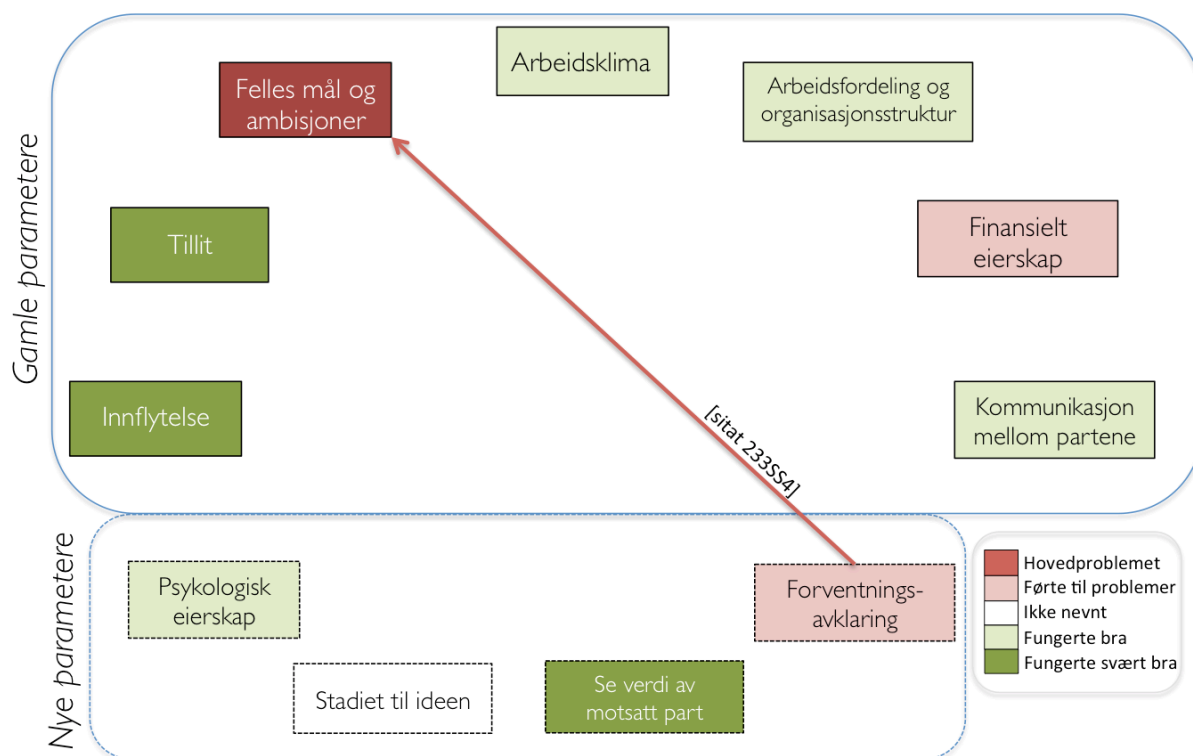 Gamle parametere
Arbeidsklima
Felles mål og
ambisjoner
Arbeidsfordeling og
organisasjonsstruktur
Tillit
Finansielt
eierskap
Innflytelse
Kommunikasjon
mellom partene
[sitat 233SS4]
Nye parametere
Psykologisk
eierskap
Forventnings-
avklaring
Stadiet til ideen
Se verdi av
motsatt part
Hovedproblemet
Førte til problemer
Ikke nevnt
Fungerte bra
Fungerte svært bra